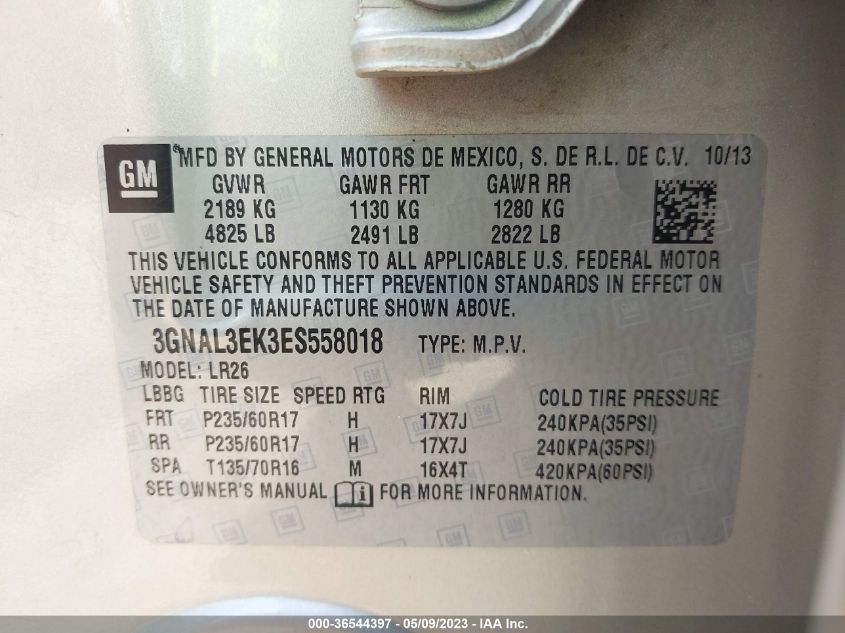 GM
® MFD BY GENERAL MOTORS DE MEXICO, S. DE R.L. DE C.V. 10/13
GVWR GAWR FRT GAWR RR
2189 KG 1130 KG 1280 KG
4825 LB 2491 LB 2822 LB
THIS VEHICLE CONFORMS TO ALL APPLICABLE U.S. FEDERAL MOTOR
VEHICLE SAFETY AND THEFT PREVENTION STANDARDS IN EFFECT ON
THE DATE OF MANUFACTURE SHOWN ABOVE.
3GNAL3EK3ES558018 TYPE: M.P.V.
MODEL: LR26
LBBG TIRE SIZE SPEED RTG RIM COLD TIRE PRESSURE
FRT P235/60R17 H 17X7J 240KPA(35PSI)
RR P235/60R17 H 17X7J 240KPA(35PSI)
SPA T135/70R16 M 16X4T 420KPA(60PSI)
SEE OWNER'S MANUAL FOR MORE INFORMATION.
000-36544397 - 05/09/2023 - IAA Inc.